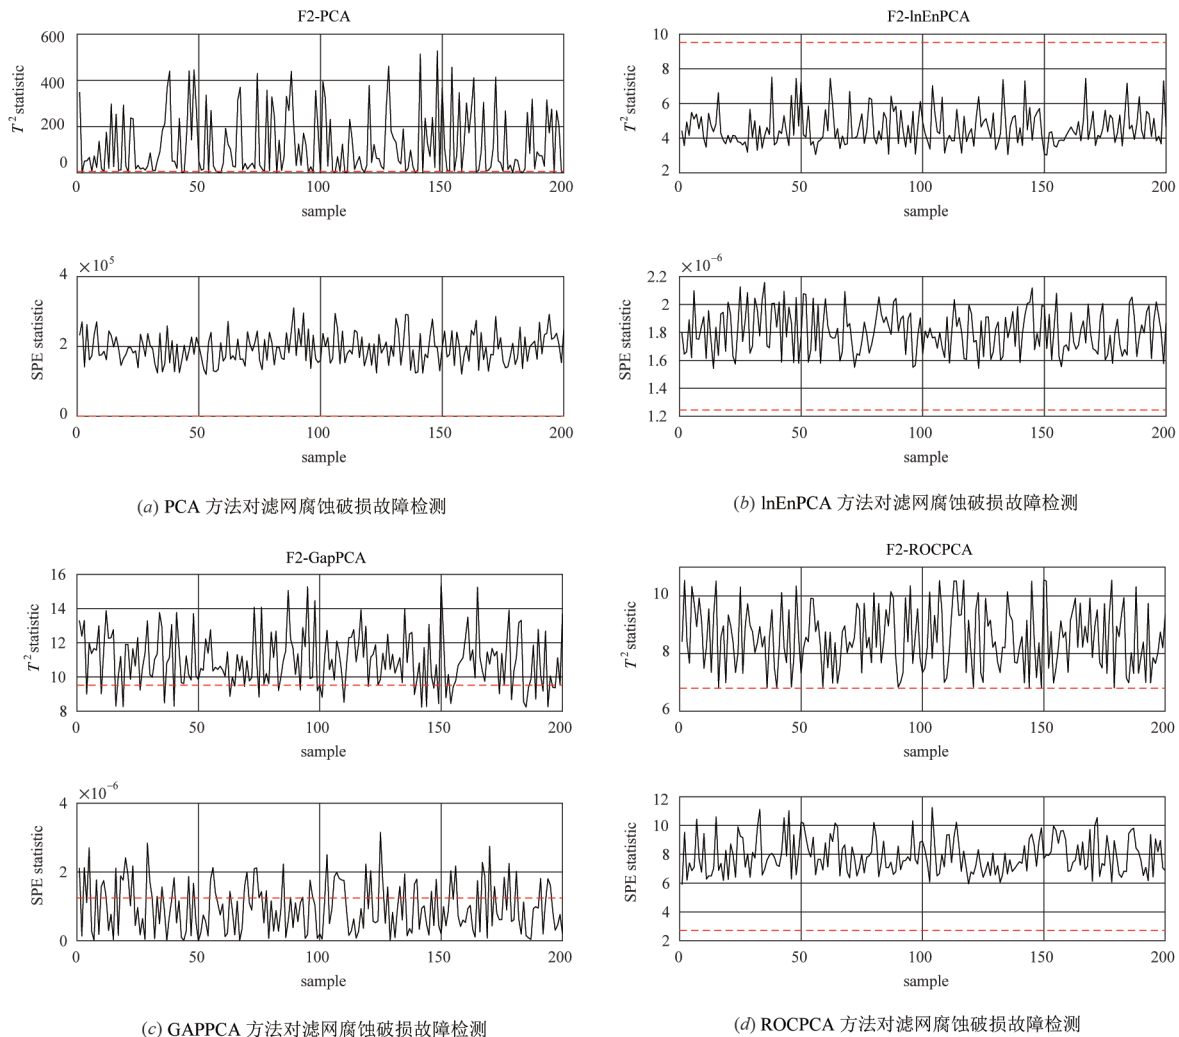 F2-PCA
600
400
200
0
T² statistic
0 50 100 150 200
sample
×10⁵
4
2
0
SPE statistic
0 50 100 150 200
sample
(a) PCA 方法对滤网腐蚀破损故障检测
F2-lnEnPCA
10
8
6
4
2
T² statistic
0 50 100 150 200
sample
×10⁻⁶
2.2
2.0
1.8
1.6
1.4
1.2
SPE statistic
0 50 100 150 200
sample
(b) lnEnPCA 方法对滤网腐蚀破损故障检测
F2-GapPCA
16
14
12
10
8
T² statistic
0 50 100 150 200
sample
×10⁻⁶
4
2
0
SPE statistic
0 50 100 150 200
sample
(c) GAPPCA 方法对滤网腐蚀破损故障检测
F2-ROCPCA
10
8
6
T² statistic
0 50 100 150 200
sample
12
10
8
6
4
2
SPE statistic
0 50 100 150 200
sample
(d) ROCPCA 方法对滤网腐蚀破损故障检测